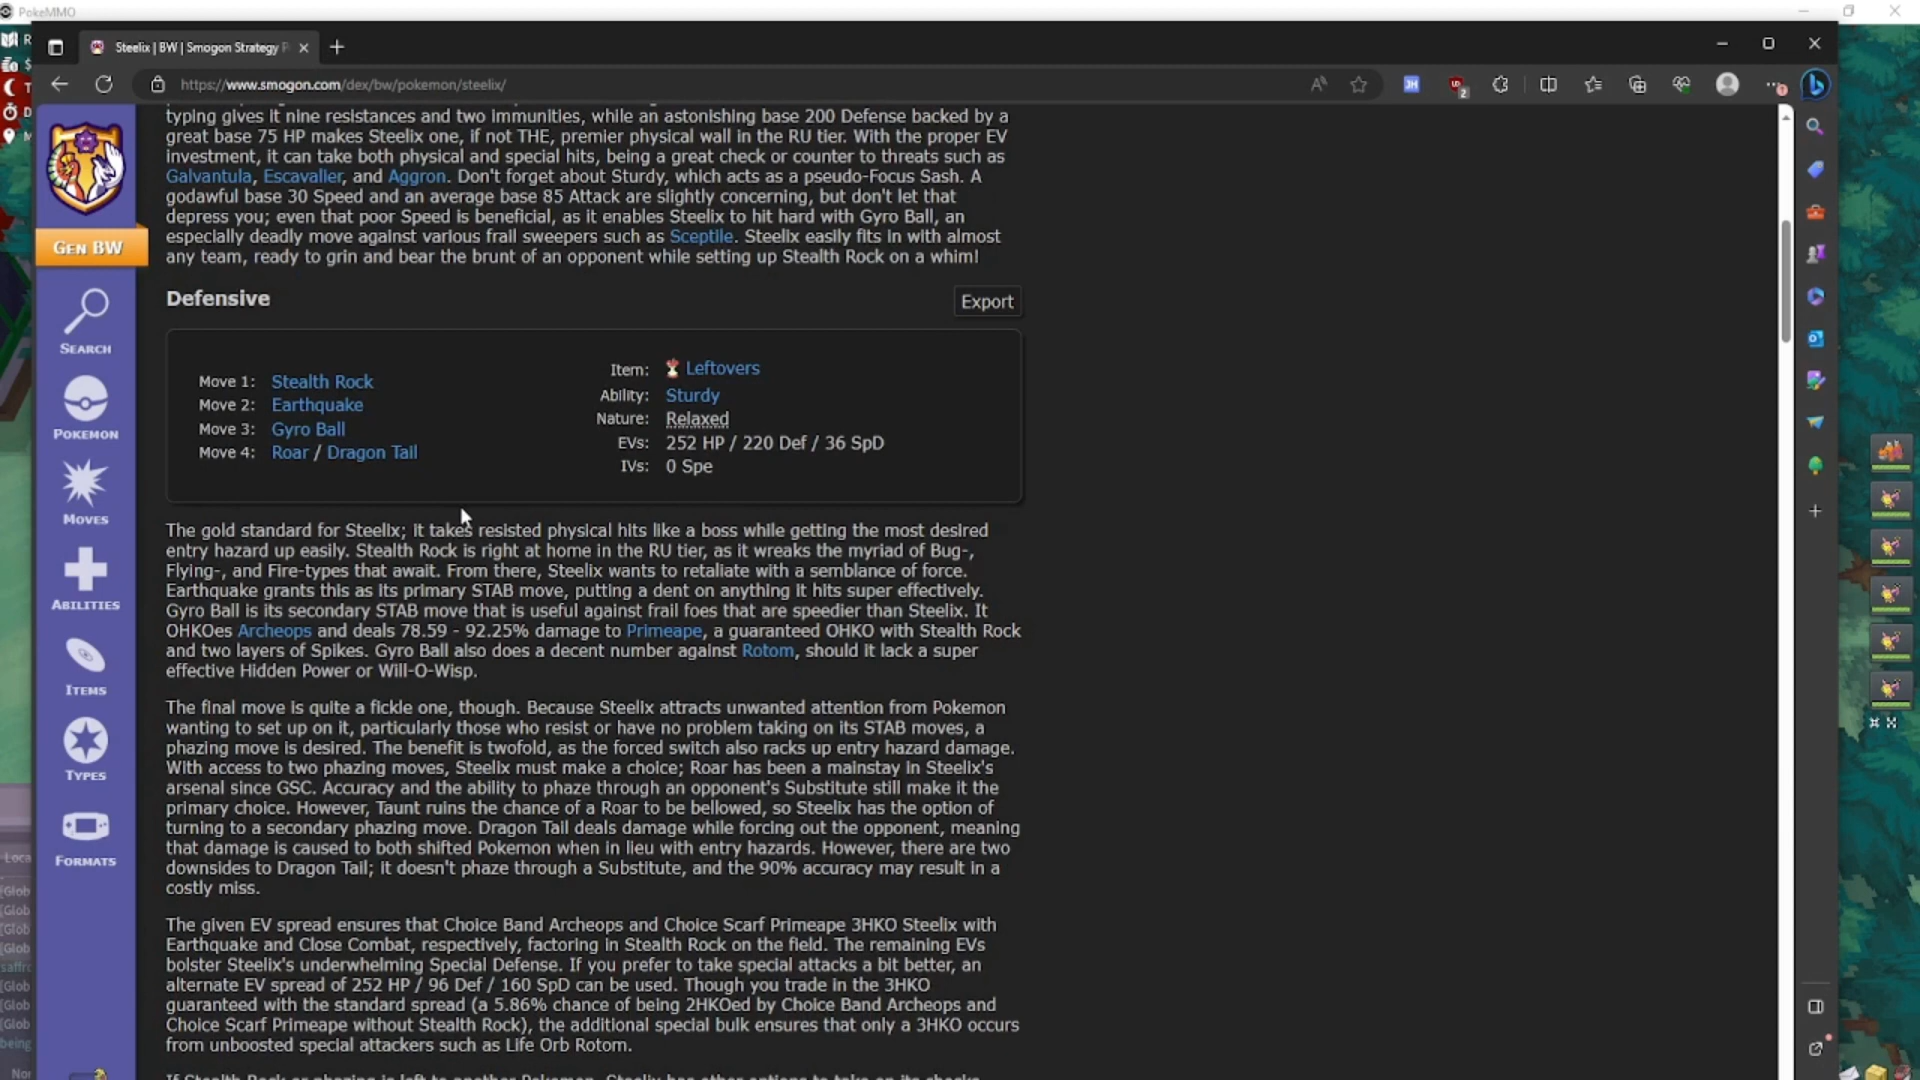 PokeMMO
Steelix | BW | Smogon Strategy P
https://www.smogon.com/dex/bw/pokemon/steelix/
typing gives it nine resistances and two immunities, while an astonishing base 200 Defense backed by a
great base 75 HP makes Steelix one, if not THE, premier physical wall in the RU tier. With the proper EV
investment, it can take both physical and special hits, being a great check or counter to threats such as
Galvantula, Escavalier, and Aggron. Don't forget about Sturdy, which acts as a pseudo-Focus Sash. A
godawful base 30 Speed and an average base 85 Attack are slightly concerning, but don't let that
depress you; even that poor Speed is beneficial, as it enables Steelix to hit hard with Gyro Ball, an
especially deadly move against various frail sweepers such as Sceptile. Steelix easily fits in with almost
any team, ready to grin and bear the brunt of an opponent while setting up Stealth Rock on a whim!
GEN BW
SEARCH
POKEMON
MOVES
ABILITIES
ITEMS
TYPES
FORMATS
Defensive
Export
Move 1: Stealth Rock
Move 2: Earthquake
Move 3: Gyro Ball
Move 4: Roar / Dragon Tail
Item: Leftovers
Ability: Sturdy
Nature: Relaxed
EVs: 252 HP / 220 Def / 36 SpD
IVs: 0 Spe
The gold standard for Steelix; it takes resisted physical hits like a boss while getting the most desired
entry hazard up easily. Stealth Rock is right at home in the RU tier, as it wreaks the myriad of Bug-,
Flying-, and Fire-types that await. From there, Steelix wants to retaliate with a semblance of force.
Earthquake grants this as its primary STAB move, putting a dent on anything it hits super effectively.
Gyro Ball is its secondary STAB move that is useful against frail foes that are speedier than Steelix. It
OHKOes Archeops and deals 78.59 - 92.25% damage to Primeape, a guaranteed OHKO with Stealth Rock
and two layers of Spikes. Gyro Ball also does a decent number against Rotom, should it lack a super
effective Hidden Power or Will-O-Wisp.
The final move is quite a fickle one, though. Because Steelix attracts unwanted attention from Pokemon
wanting to set up on it, particularly those who resist or have no problem taking on its STAB moves, a
phazing move is desired. The benefit is twofold, as the forced switch also racks up entry hazard damage.
With access to two phazing moves, Steelix must make a choice; Roar has been a mainstay in Steelix's
arsenal since GSC. Accuracy and the ability to phaze through an opponent's Substitute still make it the
primary choice. However, Taunt ruins the chance of a Roar to be bellowed, so Steelix has the option of
turning to a secondary phazing move. Dragon Tail deals damage while forcing out the opponent, meaning
that damage is caused to both shifted Pokemon when in lieu with entry hazards. However, there are two
downsides to Dragon Tail; it doesn't phaze through a Substitute, and the 90% accuracy may result in a
costly miss.
The given EV spread ensures that Choice Band Archeops and Choice Scarf Primeape 3HKO Steelix with
Earthquake and Close Combat, respectively, factoring in Stealth Rock on the field. The remaining EVs
bolster Steelix's underwhelming Special Defense. If you prefer to take special attacks a bit better, an
alternate EV spread of 252 HP / 96 Def / 160 SpD can be used. Though you trade in the 3HKO
guaranteed with the standard spread (a 5.86% chance of being 2HKOed by Choice Band Archeops and
Choice Scarf Primeape without Stealth Rock), the additional special bulk ensures that only a 3HKO occurs
from unboosted special attackers such as Life Orb Rotom.